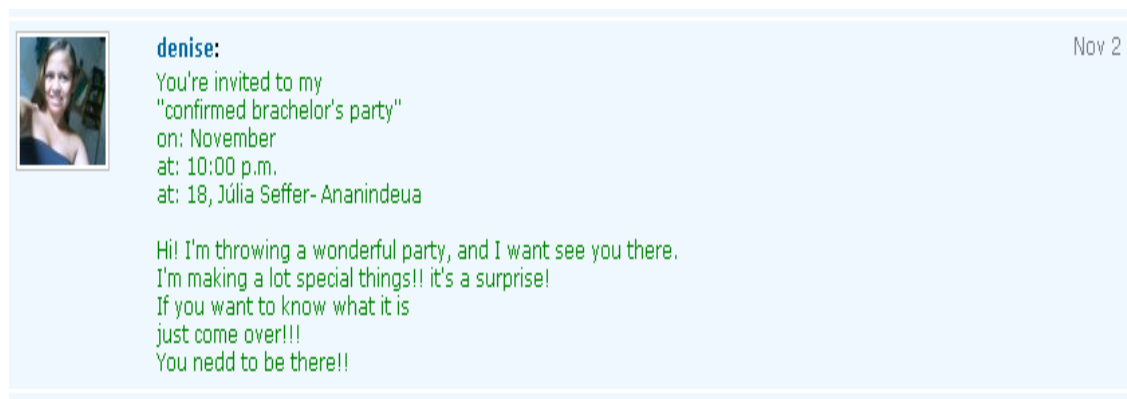 denise:
Nov 2
You're invited to my
"confirmed brachelor's party"
on: November
at: 10:00 p.m.
at: 18, Júlia Seffer- Ananindeua
Hi! I'm throwing a wonderful party, and I want see you there.
I'm making a lot special things!! it's a surprise!
If you want to know what it is
just come over!!!
You nedd to be there!!